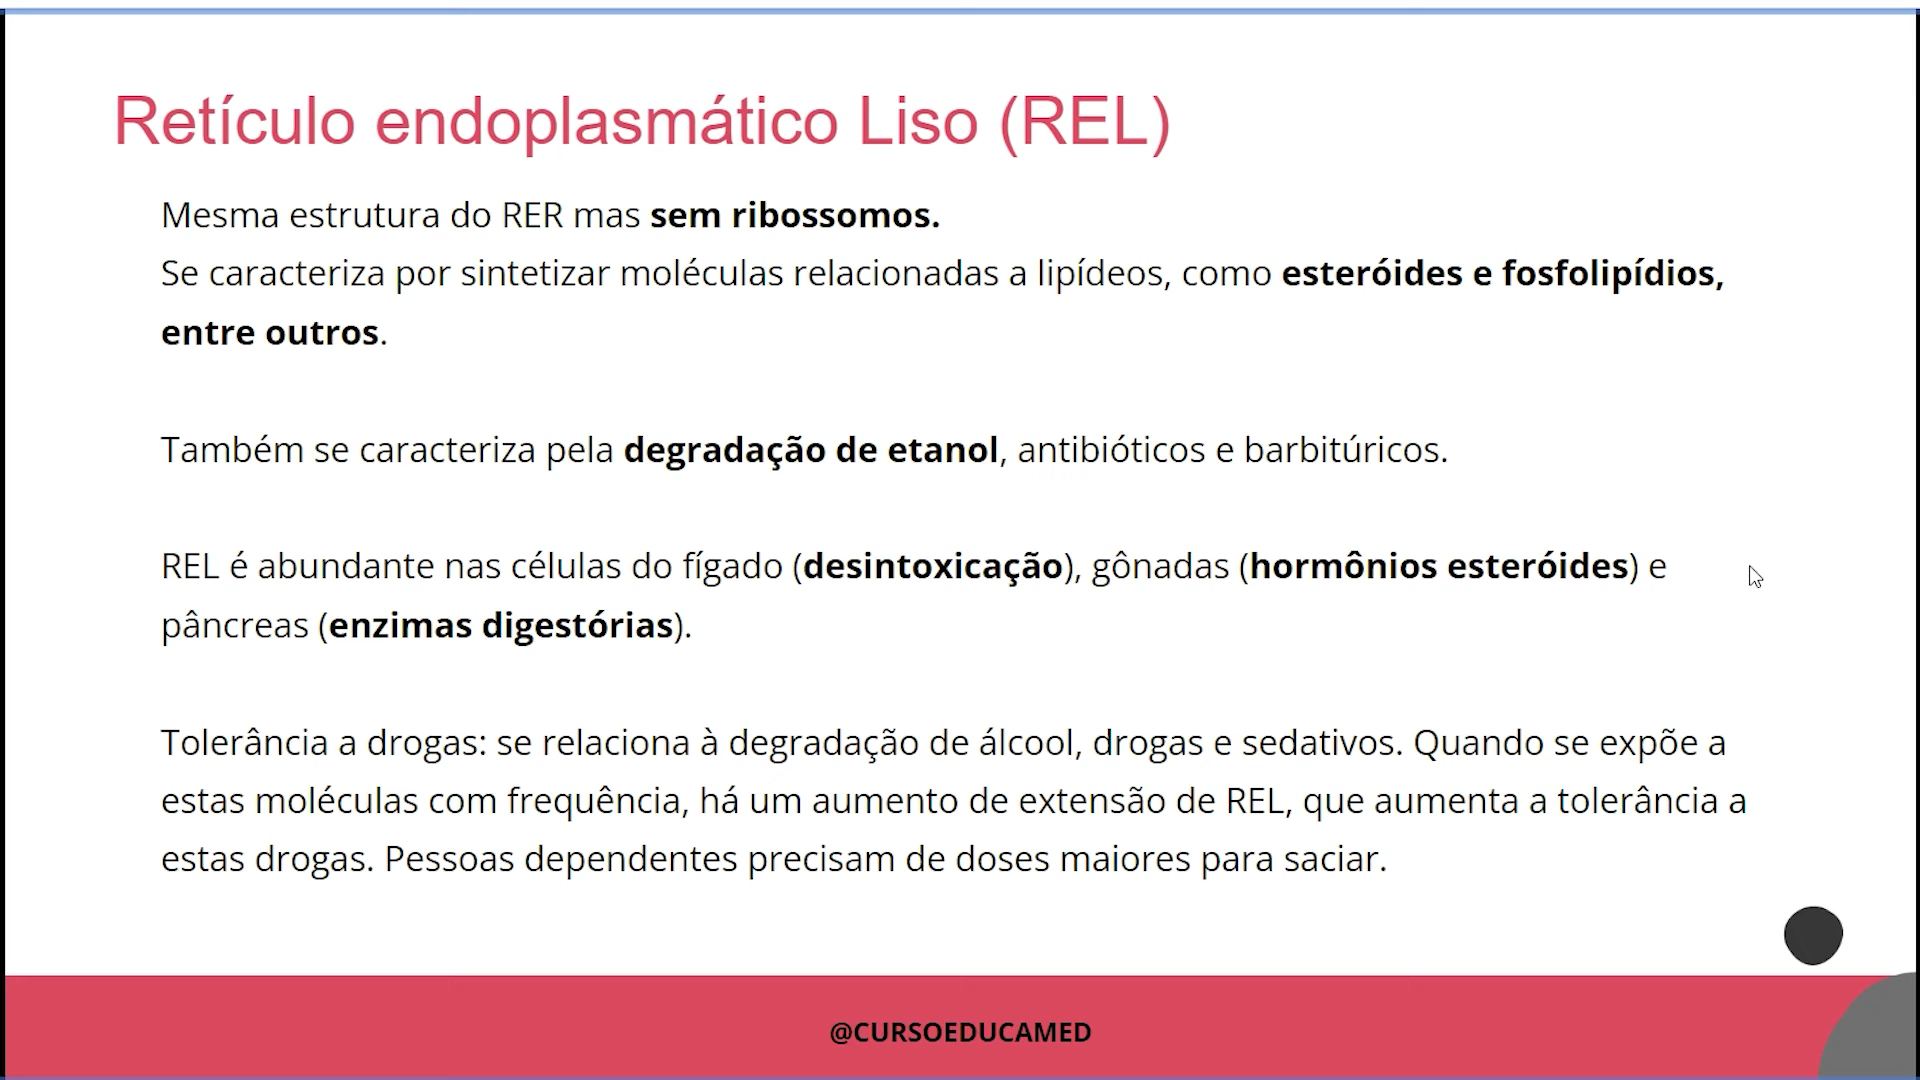 Retículo endoplasmático Liso (REL)
Mesma estrutura do RER mas sem ribossomos.
Se caracteriza por sintetizar moléculas relacionadas a lipídeos, como esteróides e fosfolipídios,
entre outros.
Também se caracteriza pela degradação de etanol, antibióticos e barbitúricos.
REL é abundante nas células do fígado (desintoxicação), gônadas (hormônios esteróides) e
pâncreas (enzimas digestórias).
Tolerância a drogas: se relaciona à degradação de álcool, drogas e sedativos. Quando se expõe a
estas moléculas com frequência, há um aumento de extensão de REL, que aumenta a tolerância a
estas drogas. Pessoas dependentes precisam de doses maiores para saciar.
@CURSOEDUCAMED